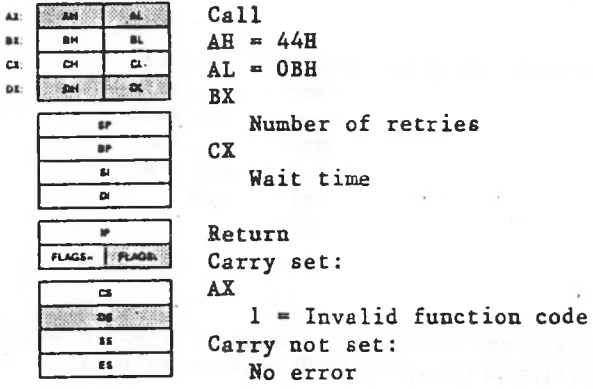 AX: AH AL
BX: BH BL
CX: CH CL
DX: DH DL
SP
BP
SI
DI
IP
FLAGSH FLAGSL
CS
DS
SS
ES
Call
AH = 44H
AL = 0BH
BX
Number of retries
CX
Wait time
Return
Carry set:
AX
1 = Invalid function code
Carry not set:
No error